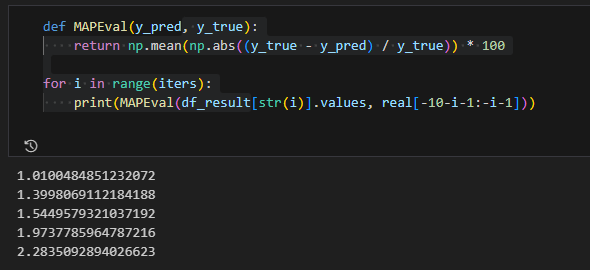 def MAPEval(y_pred, y_true):
    return np.mean(np.abs((y_true - y_pred) / y_true)) * 100
for i in range(iters):
    print(MAPEval(df_result[str(i)].values, real[-10-i-1:-i-1]))
1.0100484851232072
1.3998069112184188
1.5449579321037192
1.9737785964787216
2.2835092894026623